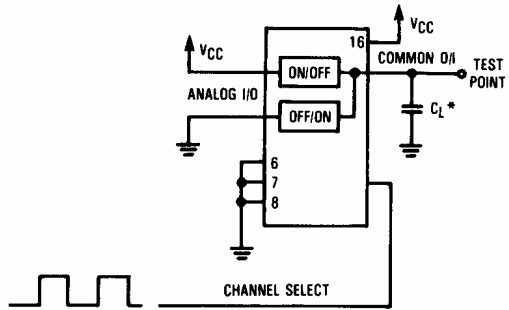 VCC
16
VCC
COMMON O/I
TEST
POINT
ON/OFF
ANALOG I/O
OFF/ON
CL*
6
7
8
CHANNEL SELECT